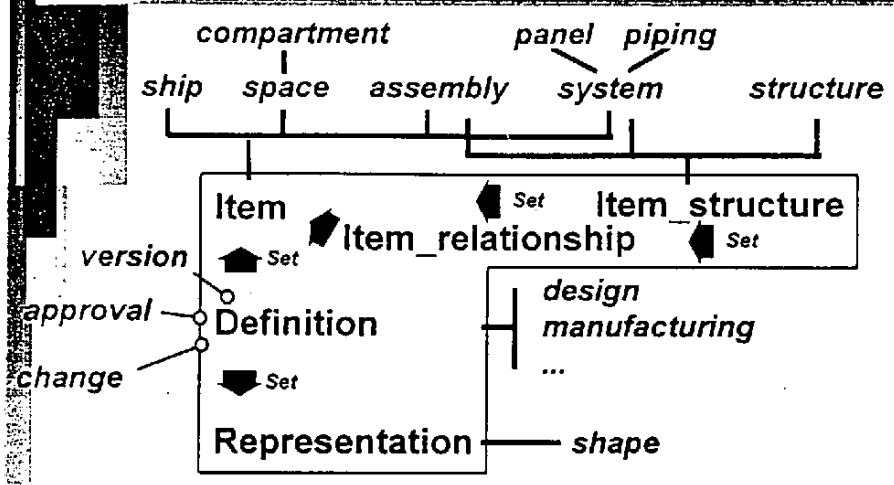 compartment panel piping
ship space assembly system structure
Item Set Item_structure
Item_relationship Set
version Set
approval Definition design
manufacturing
change Set ...
Representation shape